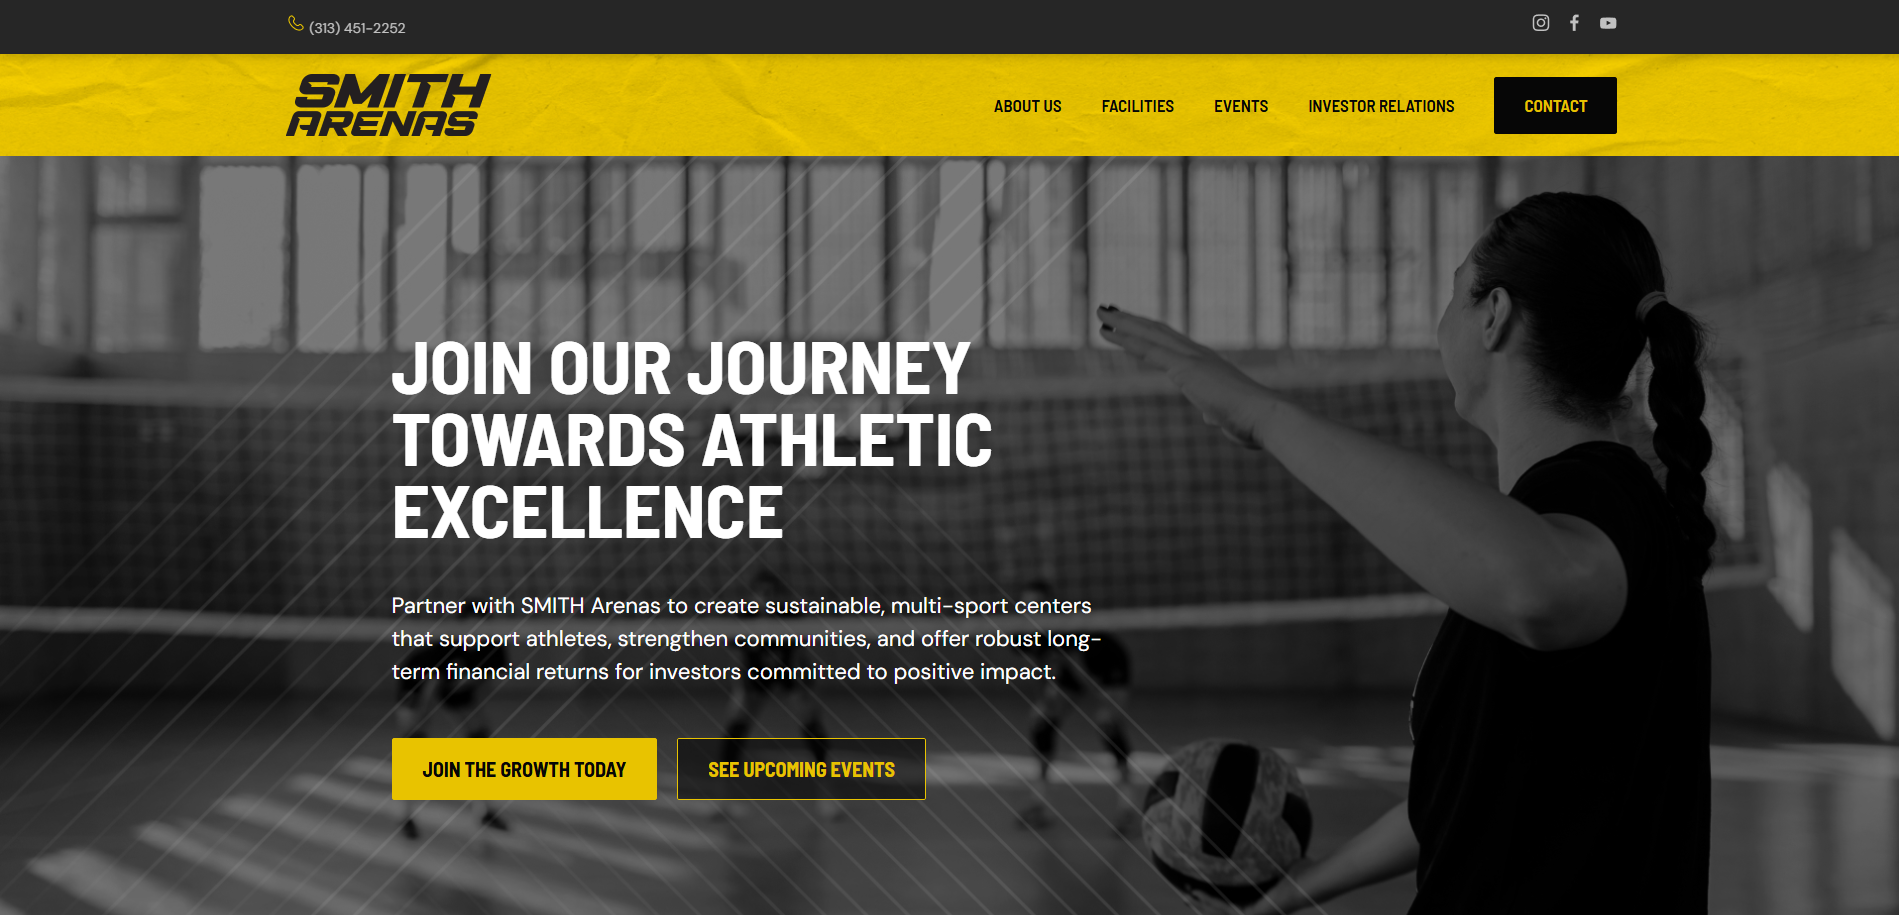 (313) 451-2252
SMITH
ARENAS
ABOUT US
FACILITIES
EVENTS
INVESTOR RELATIONS
CONTACT
JOIN OUR JOURNEY
TOWARDS ATHLETIC
EXCELLENCE
Partner with SMITH Arenas to create sustainable, multi-sport centers
that support athletes, strengthen communities, and offer robust long-
term financial returns for investors committed to positive impact.
JOIN THE GROWTH TODAY
SEE UPCOMING EVENTS